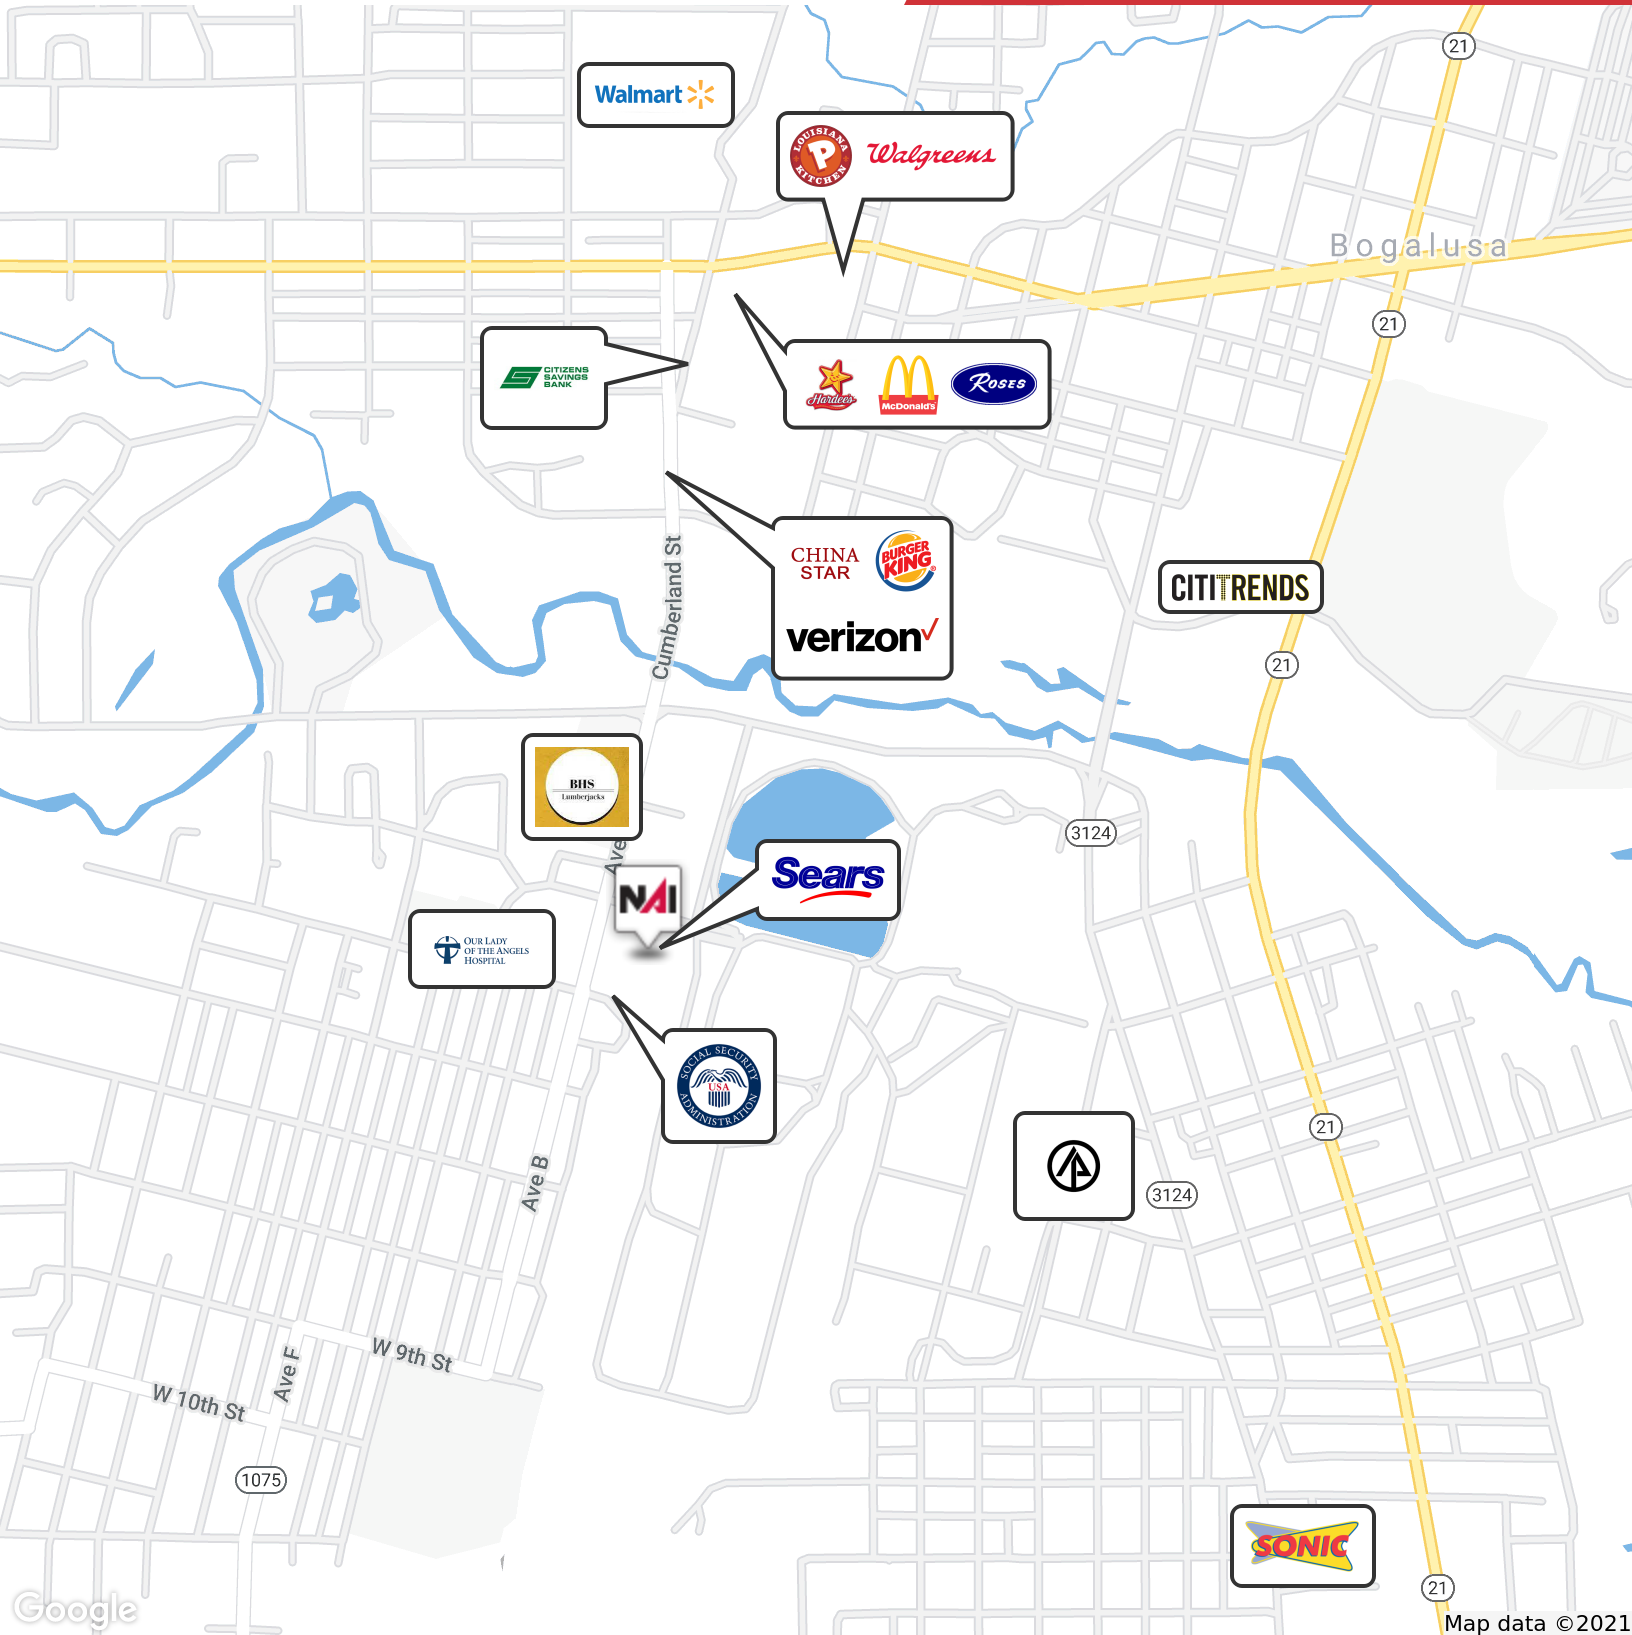 21
Walmart
LOUISIANA
P
KITCHEN
Walgreens
Bogalusa
21
CITIZENS
SAVINGS
BANK
Hardee's
McDonald's
ROSES
CHINA
STAR
BURGER
KING
verizon
Cumberland St
CITITRENDS
21
BHS
Lumberjacks
3124
Ave
Sears
NAI
OUR LADY
OF THE ANGELS
HOSPITAL
SOCIAL SECURITY
USA
ADMINISTRATION
21
Ave B
3124
W 9th St
Ave F
W 10th St
1075
SONIC
21
Google
Map data ©2021